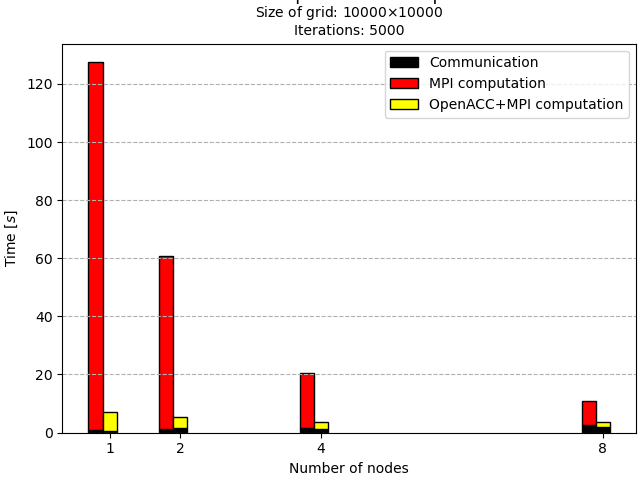 Size of grid: 10000×10000
Iterations: 5000
Communication
MPI computation
OpenACC+MPI computation
Time [s]
120
100
80
60
40
20
0
1 2 4 8
Number of nodes